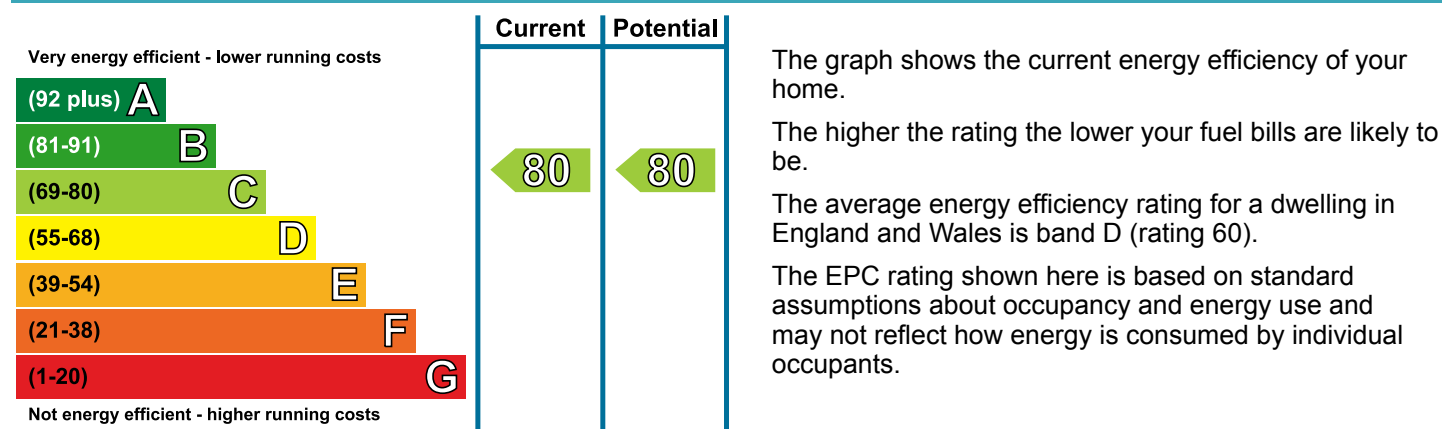 Current Potential
Very energy efficient - lower running costs
(92 plus) A
(81-91) B
(69-80) C
(55-68) D
(39-54) E
(21-38) F
(1-20) G
Not energy efficient - higher running costs
80 80
The graph shows the current energy efficiency of your
home.
The higher the rating the lower your fuel bills are likely to
be.
The average energy efficiency rating for a dwelling in
England and Wales is band D (rating 60).
The EPC rating shown here is based on standard
assumptions about occupancy and energy use and
may not reflect how energy is consumed by individual
occupants.